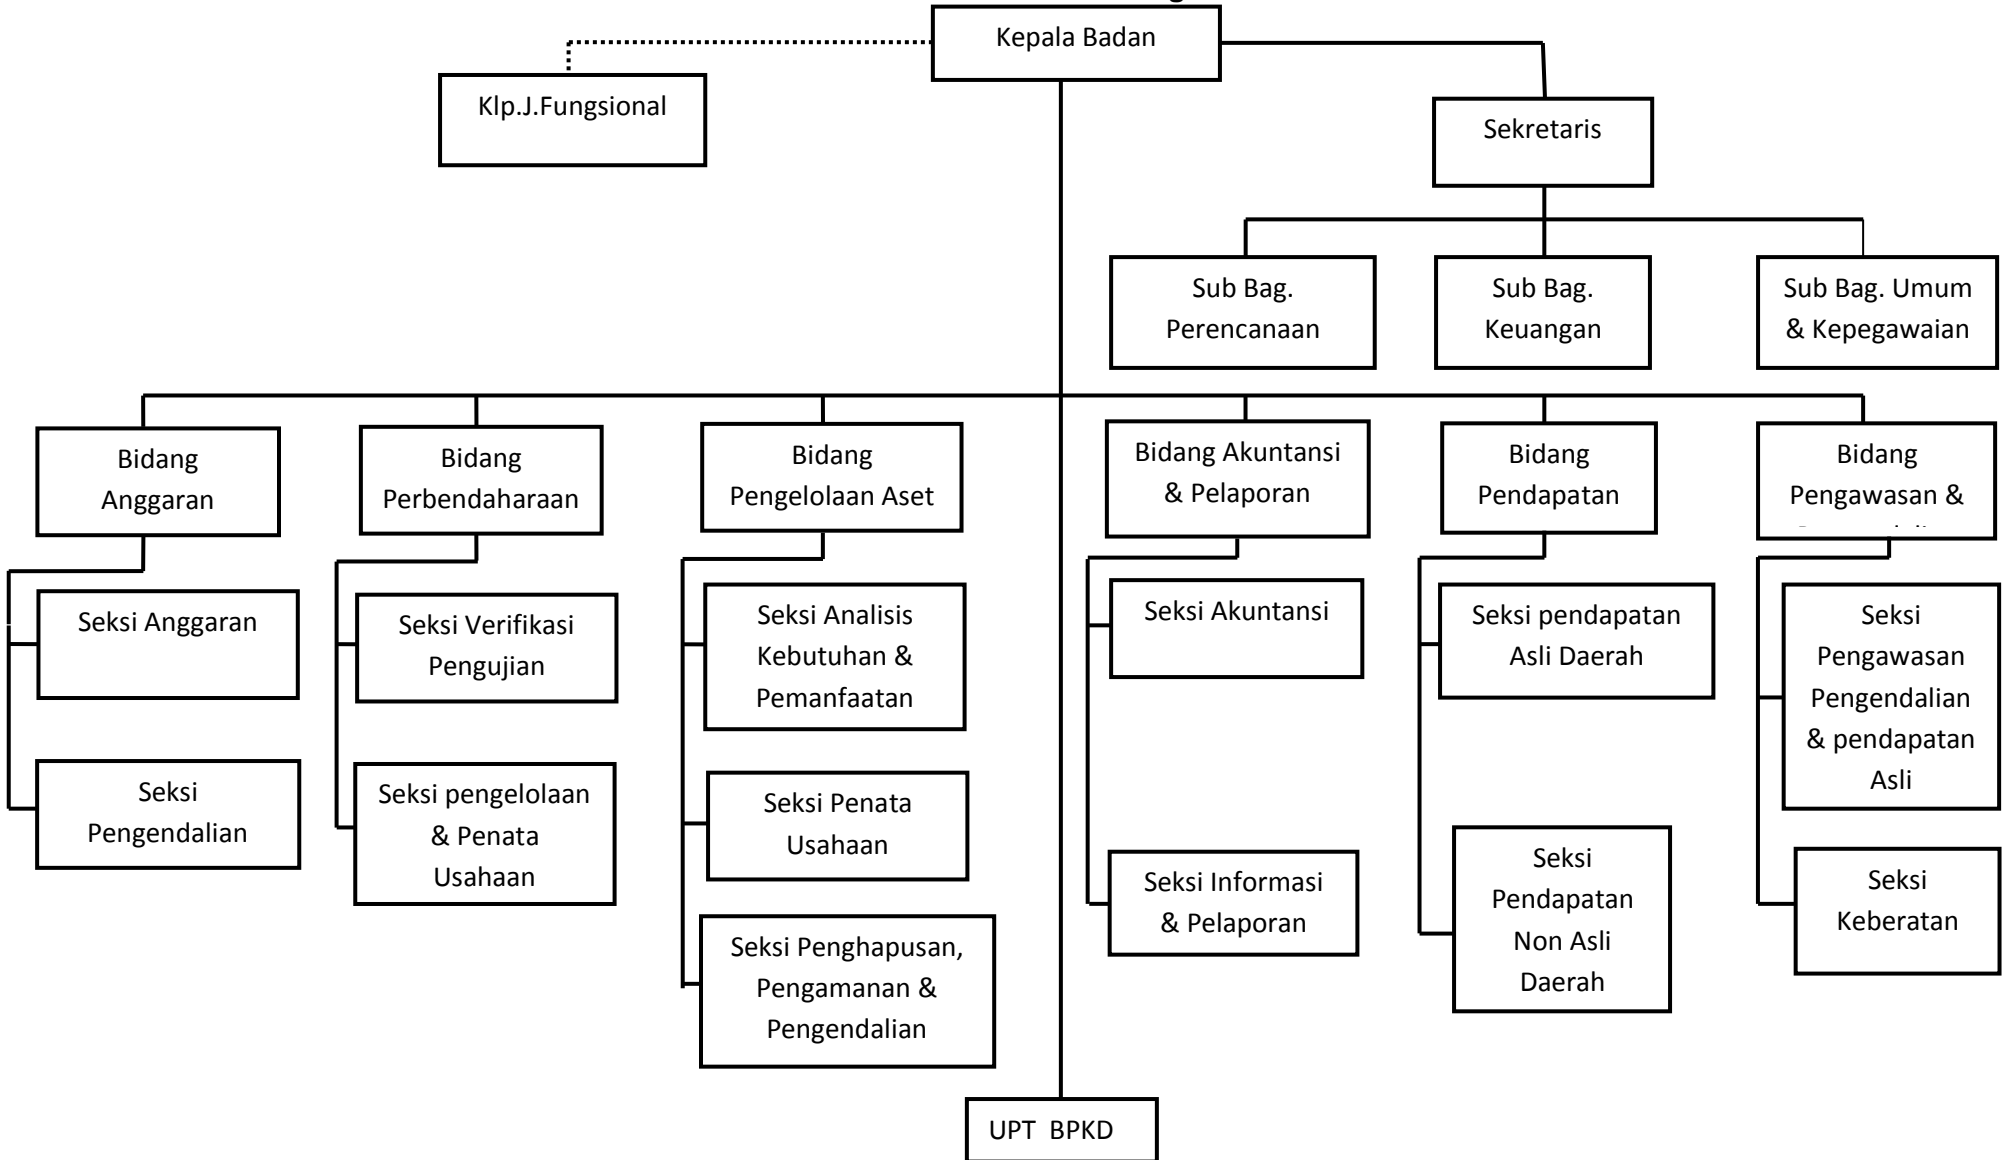 Kepala Badan
Klp.J.Fungsional
Sekretaris
Sub Bag.
Perencanaan
Sub Bag.
Keuangan
Sub Bag. Umum
& Kepegawaian
Bidang
Anggaran
Bidang
Perbendaharaan
Bidang
Pengelolaan Aset
Bidang Akuntansi
& Pelaporan
Bidang
Pendapatan
Bidang
Pengawasan &
Seksi Anggaran
Seksi
Pengendalian
Seksi Verifikasi
Pengujian
Seksi pengelolaan
& Penata
Usahaan
Seksi Analisis
Kebutuhan &
Pemanfaatan
Seksi Penata
Usahaan
Seksi Penghapusan,
Pengamanan &
Pengendalian
Seksi Akuntansi
Seksi Informasi
& Pelaporan
Seksi pendapatan
Asli Daerah
Seksi
Pendapatan
Non Asli
Daerah
Seksi
Pengawasan
Pengendalian
& pendapatan
Asli
Seksi
Keberatan
UPT  BPKD